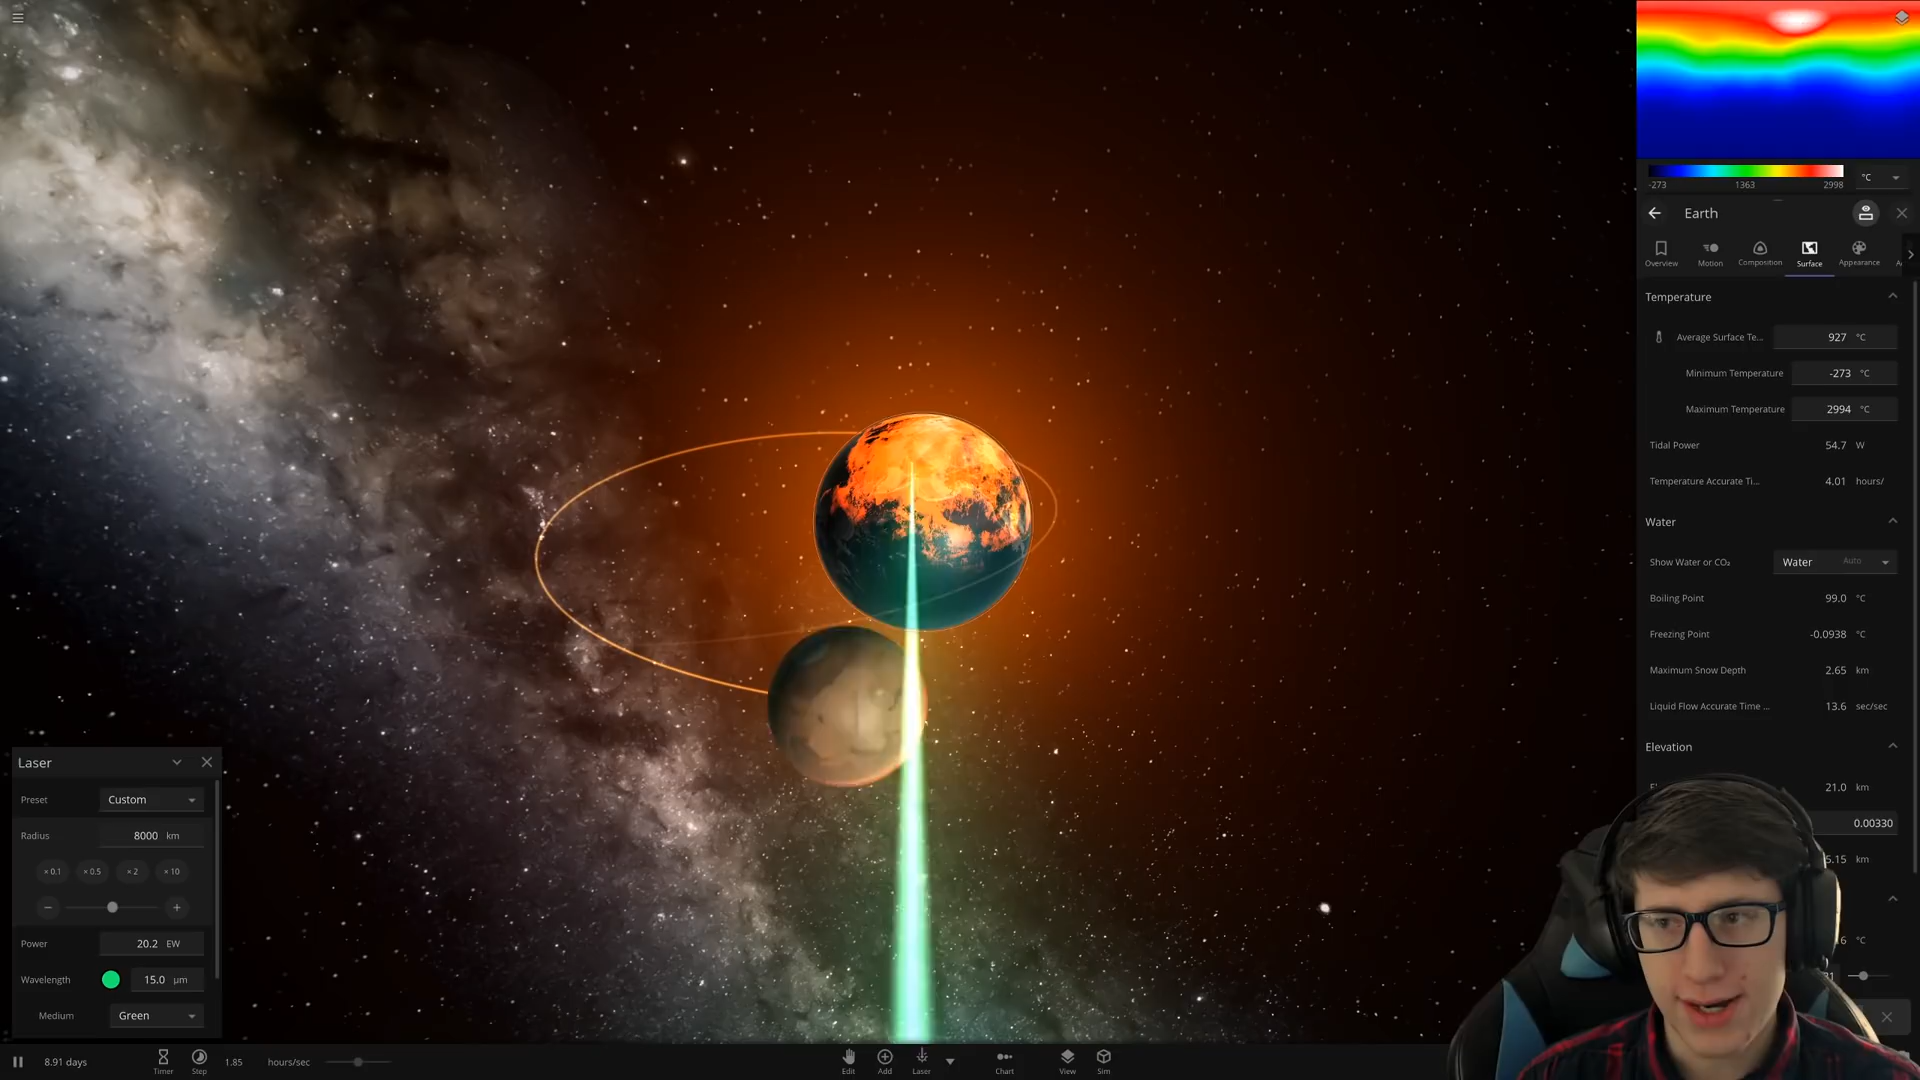 -273 1363 2998
°C
Earth
Overview Motion Composition Surface Appearance
Temperature
Average Surface Te... 927 °C
Minimum Temperature -273 °C
Maximum Temperature 2994 °C
Tidal Power 54.7 W
Temperature Accurate Ti... 4.01 hours/
Water
Show Water or CO₂ Water Auto
Boiling Point 99.0 °C
Freezing Point -0.0938 °C
Maximum Snow Depth 2.65 km
Liquid Flow Accurate Time ... 13.6 sec/sec
Elevation
21.0 km
0.00330
5.15 km
°C
Laser
Preset Custom
Radius 8000 km
× 0.1 × 0.5 × 2 × 10
Power 20.2 EW
Wavelength 15.0 µm
Medium Green
8.91 days
Timer
Step
1.85 hours/sec
Edit Add Laser Chart View Sim